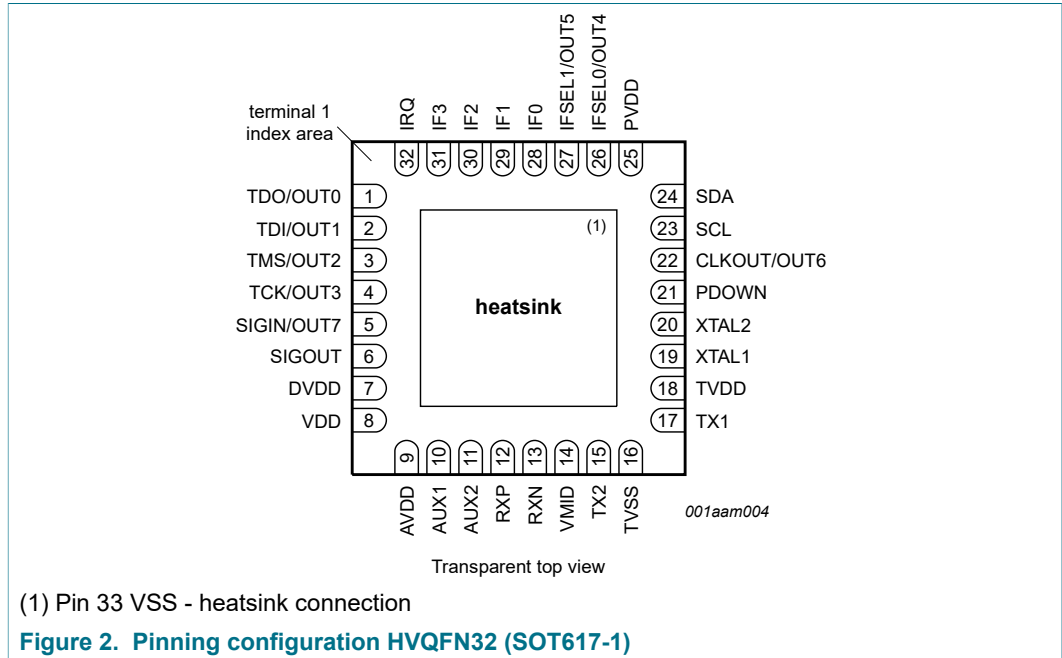 terminal 1
index area
IRQ
IF3
IF2
IF1
IF0
IFSEL1/OUT5
IFSEL0/OUT4
PVDD
32
31
30
29
28
27
26
25
TDO/OUT0 1
TDI/OUT1 2
TMS/OUT2 3
TCK/OUT3 4
SIGIN/OUT7 5
SIGOUT 6
DVDD 7
VDD 8
(1)
heatsink
24 SDA
23 SCL
22 CLKOUT/OUT6
21 PDOWN
20 XTAL2
19 XTAL1
18 TVDD
17 TX1
9
10
11
12
13
14
15
16
AVDD
AUX1
AUX2
RXP
RXN
VMID
TX2
TVSS
001aam004
Transparent top view
(1) Pin 33 VSS - heatsink connection
Figure 2. Pinning configuration HVQFN32 (SOT617-1)